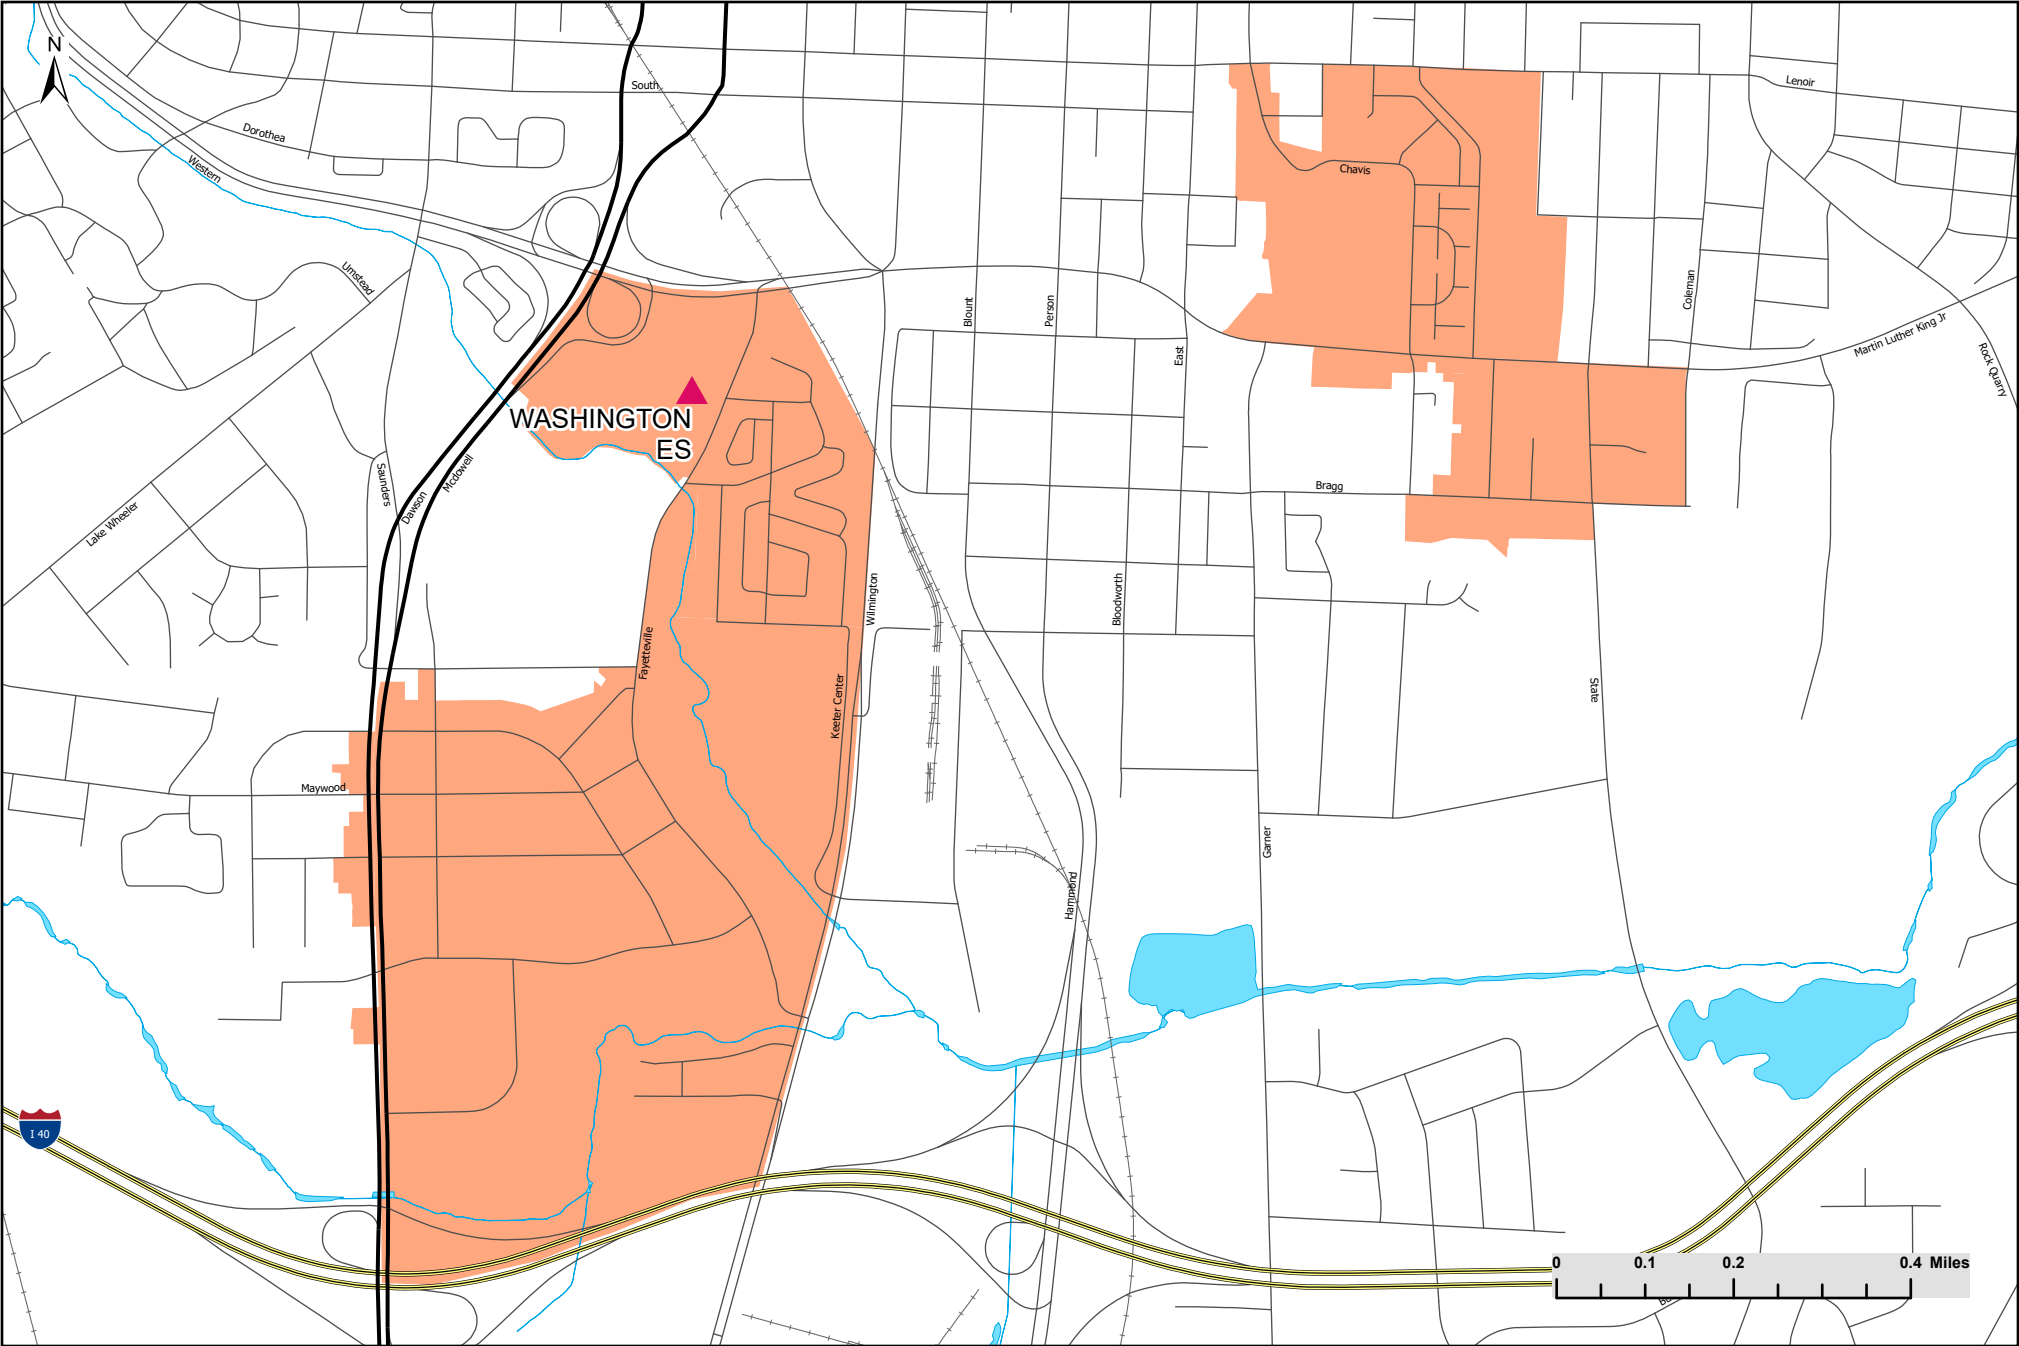 N
South
Lenoir
Dorothea
Western
Chavis
Umstead
Blount
Person
Coleman
East
Martin Luther King Jr
Rock Quarry
WASHINGTON
ES
Saunders
Dawson
Mcdowell
Bragg
Lake Wheeler
Wilmington
Bloodworth
Fayetteville
Keeter Center
State
Maywood
Garner
Hammond
I 40
0
0.1
0.2
0.4 Miles